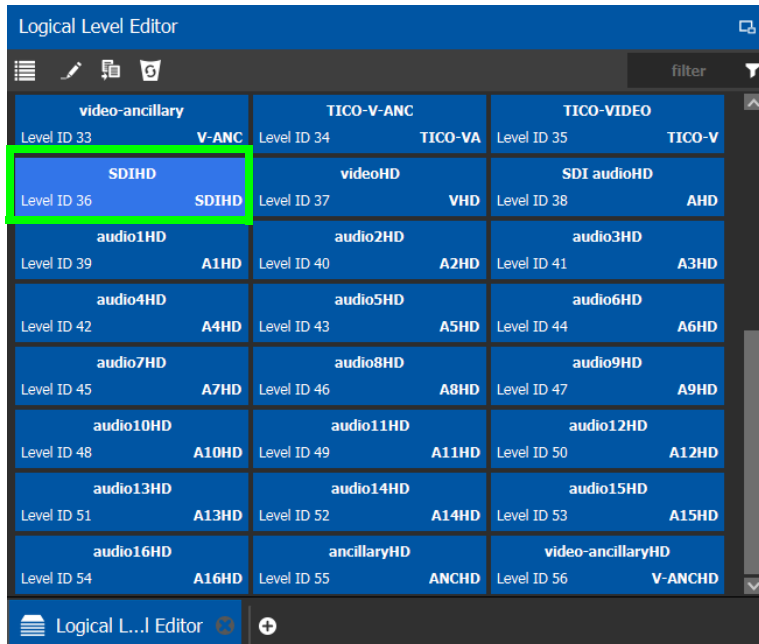 Logical Level Editor
filter
video-ancillary TICO-V-ANC TICO-VIDEO
Level ID 33 V-ANC Level ID 34 TICO-VA Level ID 35 TICO-V
SDIHD videoHD SDI audioHD
Level ID 36 SDIHD Level ID 37 VHD Level ID 38 AHD
audio1HD audio2HD audio3HD
Level ID 39 A1HD Level ID 40 A2HD Level ID 41 A3HD
audio4HD audio5HD audio6HD
Level ID 42 A4HD Level ID 43 A5HD Level ID 44 A6HD
audio7HD audio8HD audio9HD
Level ID 45 A7HD Level ID 46 A8HD Level ID 47 A9HD
audio10HD audio11HD audio12HD
Level ID 48 A10HD Level ID 49 A11HD Level ID 50 A12HD
audio13HD audio14HD audio15HD
Level ID 51 A13HD Level ID 52 A14HD Level ID 53 A15HD
audio16HD ancillaryHD video-ancillaryHD
Level ID 54 A16HD Level ID 55 ANCHD Level ID 56 V-ANCHD
Logical L...l Editor